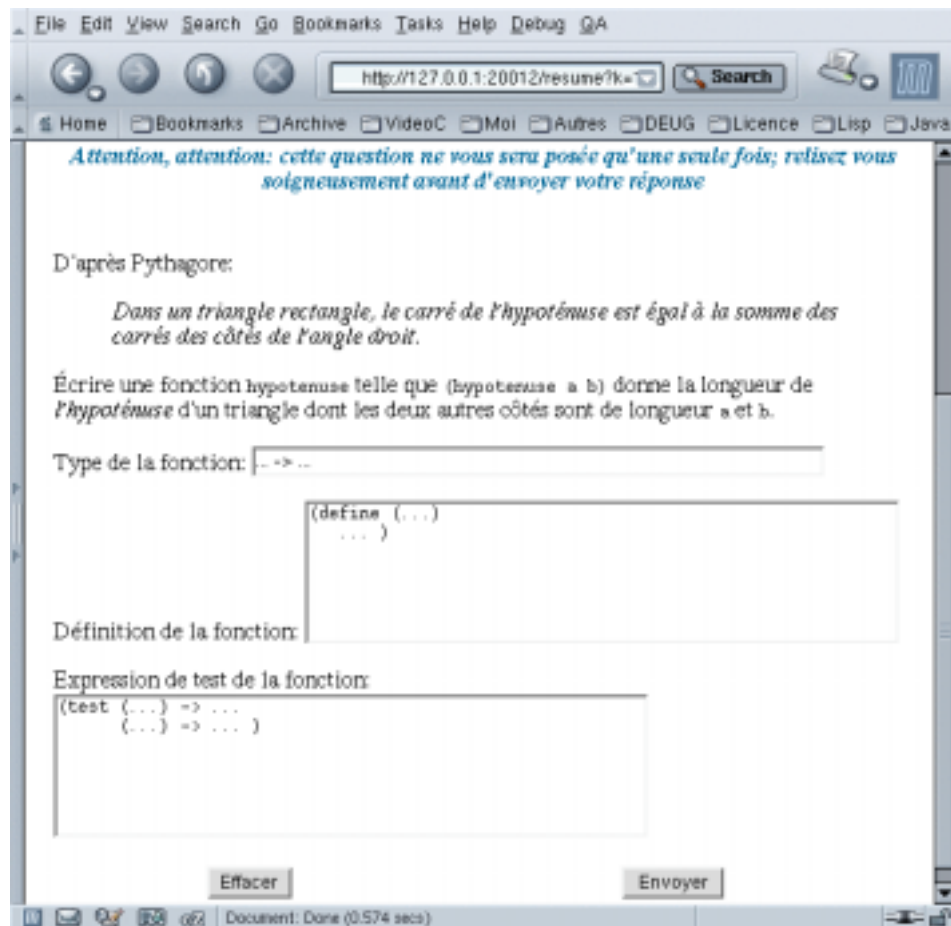 File Edit View Search Go Bookmarks Tasks Help Debug QA
http://127.0.0.1:20012/resume?k= Search
Home Bookmarks Archive VideoC Moi Autres DEUG Licence Lisp Java
Attention, attention: cette question ne vous sera posée qu'une seule fois; relisez vous
soigneusement avant d'envoyer votre réponse
D'après Pythagore:
Dans un triangle rectangle, le carré de l'hypoténuse est égal à la somme des
carrés des côtés de l'angle droit.
Écrire une fonction hypotenuse telle que (hypotenuse a b) donne la longueur de
l'hypoténuse d'un triangle dont les deux autres côtés sont de longueur a et b.
Type de la fonction: ... -> ...
(define (...)
... )
Définition de la fonction:
Expression de test de la fonction:
(test (...) -> ...
(...) -> ... )
Effacer Envoyer
Document: Done (0.574 secs)